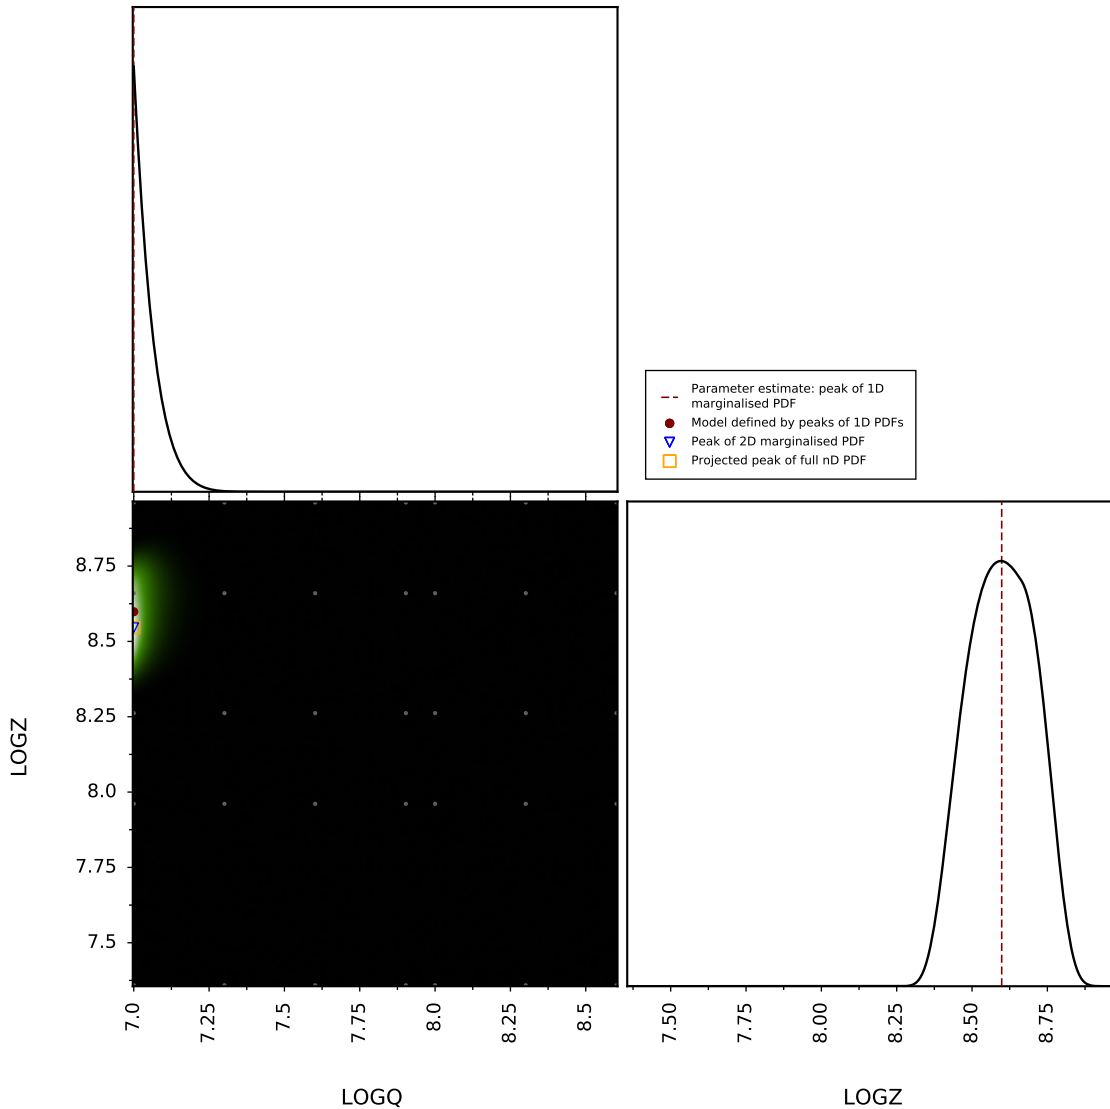 Parameter estimate: peak of 1D
marginalised PDF
Model defined by peaks of 1D PDFs
Peak of 2D marginalised PDF
Projected peak of full nD PDF
8.75
8.5
8.25
8.0
7.75
7.5
LOGZ
7.0 7.25 7.5 7.75 8.0 8.25 8.5
7.50 7.75 8.00 8.25 8.50 8.75
LOGQ
LOGZ